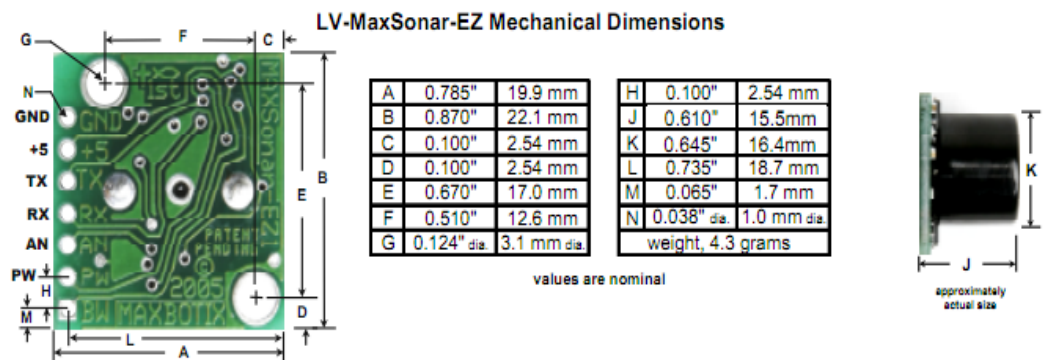 LV-MaxSonar-EZ Mechanical Dimensions
G
F
C
N
GND
+5
TX
RX
AN
PW
H
M
GND
+5
TX
RX
AN
PW
BW MAXBOTIX
MaxSonar-EZ1
PATENT
PENDING
©
2005
E
B
D
L
A
A 0.785" 19.9 mm
B 0.870" 22.1 mm
C 0.100" 2.54 mm
D 0.100" 2.54 mm
E 0.670" 17.0 mm
F 0.510" 12.6 mm
G 0.124" dia. 3.1 mm dia.
H 0.100" 2.54 mm
J 0.610" 15.5mm
K 0.645" 16.4mm
L 0.735" 18.7 mm
M 0.065" 1.7 mm
N 0.038" dia. 1.0 mm dia.
weight, 4.3 grams
values are nominal
K
J
approximately
actual size